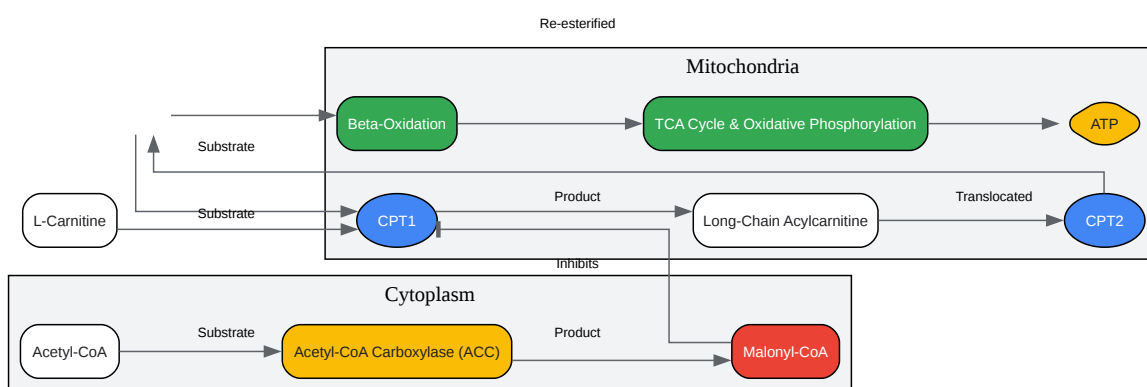 Re-esterified
Mitochondria
Beta-Oxidation
TCA Cycle & Oxidative Phosphorylation
ATP
Substrate
L-Carnitine
Substrate
CPT1
Product
Long-Chain Acylcarnitine
Translocated
CPT2
Inhibits
Cytoplasm
Acetyl-CoA
Substrate
Acetyl-CoA Carboxylase (ACC)
Product
Malonyl-CoA